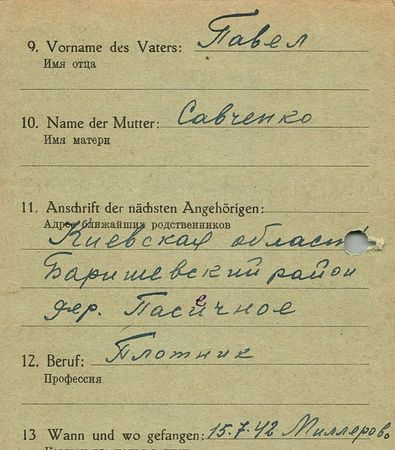 9. Vorname des Vaters: Павел
Имя отца
10. Name der Mutter: Савченко
Имя матери
11. Anschrift der nächsten Angehörigen:
Адрес ближайших родственников
Киевская област
Баришевский район
дер. Пасечное
12. Beruf: Плотник
Профессия
13 Wann und wo gefangen: 15.7.42 Миллерово